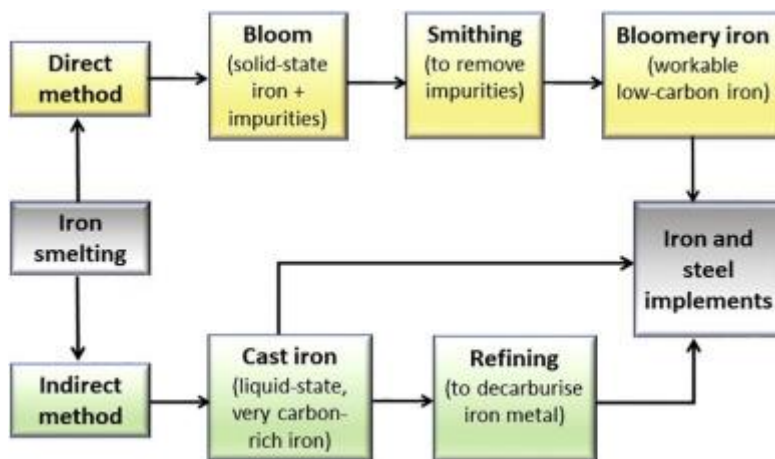 Direct
method
Bloom
(solid-state
iron +
impurities)
Smithing
(to remove
impurities)
Bloomery iron
(workable
low-carbon iron)
Iron
smelting
Iron and
steel
implements
Indirect
method
Cast iron
(liquid-state,
very carbon-
rich iron)
Refining
(to decarburise
iron metal)